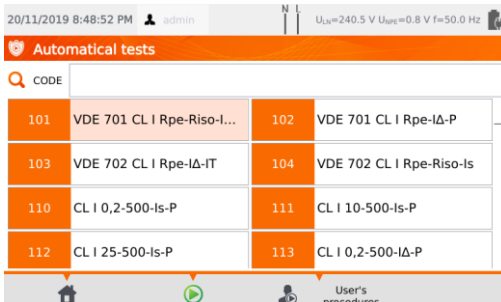 20/11/2019 8:48:52 PM admin N L U_LN=240.5 V U_NPE=0.8 V f=50.0 Hz
Automatical tests
CODE
101 VDE 701 CL I Rpe-Riso-I... 102 VDE 701 CL I Rpe-IΔ-P
103 VDE 702 CL I Rpe-IΔ-IT 104 VDE 702 CL I Rpe-Riso-Is
110 CL I 0,2-500-Is-P 111 CL I 10-500-Is-P
112 CL I 25-500-Is-P 113 CL I 0,2-500-IΔ-P
User's
procedures